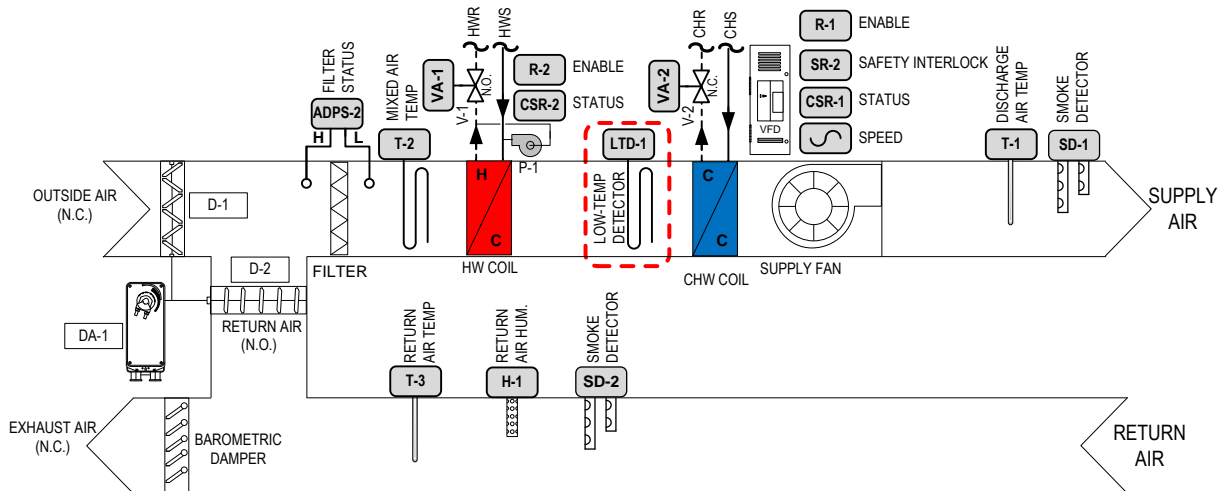 HWR
HWS
CHR
CHS
R-1
ENABLE
FILTER
STATUS
VA-1
N.O.
R-2
ENABLE
VA-2
N.C.
SR-2
SAFETY INTERLOCK
ADPS-2
MIXED AIR
TEMP
CSR-2
STATUS
CSR-1
STATUS
DISCHARGE
AIR TEMP
SMOKE
DETECTOR
H
L
V-1
V-2
VFD
SPEED
T-2
P-1
LTD-1
T-1
SD-1
OUTSIDE AIR
(N.C.)
D-1
H
C
LOW-TEMP
DETECTOR
C
C
SUPPLY
AIR
D-2
FILTER
HW COIL
CHW COIL
SUPPLY FAN
DA-1
RETURN AIR
(N.O.)
RETURN
AIR TEMP
RETURN
AIR HUM.
SMOKE
DETECTOR
T-3
H-1
SD-2
EXHAUST AIR
(N.C.)
BAROMETRIC
DAMPER
RETURN
AIR